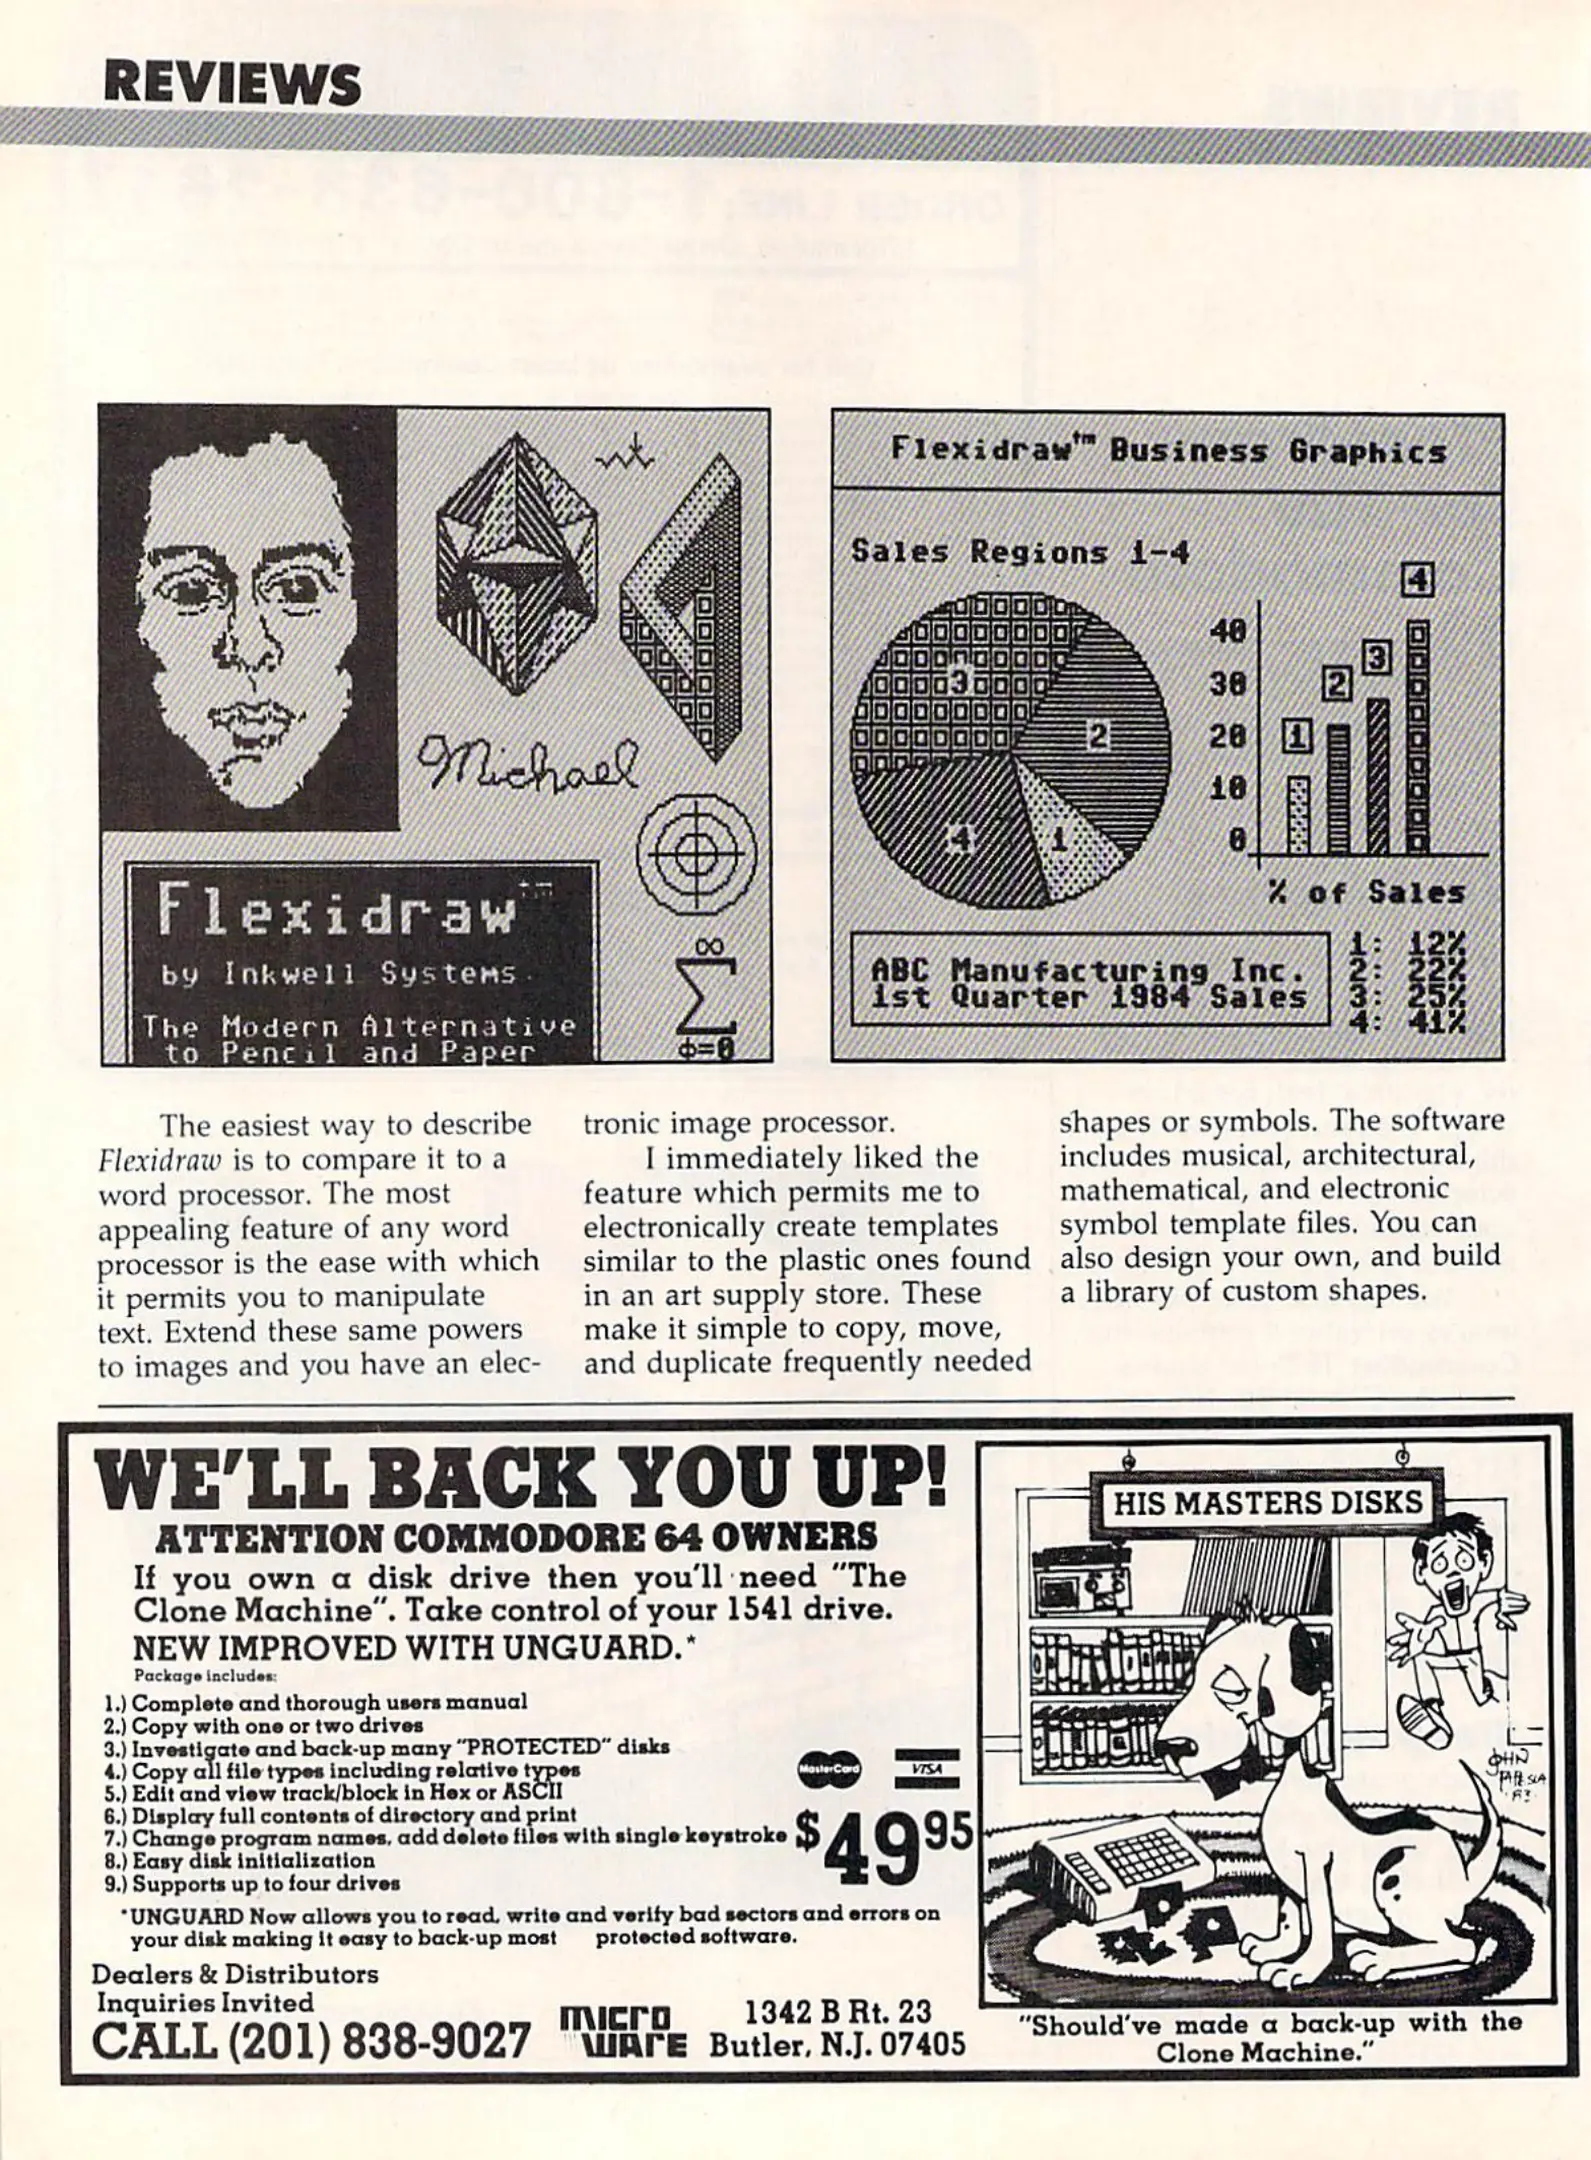 REVIEWS
Michael
Flexidraw™
by Inkwell Systems.
The Modern Alternative
to Pencil and Paper
∞
Σ
φ=0
Flexidraw™ Business Graphics
Sales Regions 1-4
3
2
4
1
40
30
20
10
0
1
2
3
4
% of Sales
ABC Manufacturing Inc.
1st Quarter 1984 Sales
1: 12%
2: 22%
3: 25%
4: 41%
The easiest way to describe
Flexidraw is to compare it to a
word processor. The most
appealing feature of any word
processor is the ease with which
it permits you to manipulate
text. Extend these same powers
to images and you have an elec-
tronic image processor.
I immediately liked the
feature which permits me to
electronically create templates
similar to the plastic ones found
in an art supply store. These
make it simple to copy, move,
and duplicate frequently needed
shapes or symbols. The software
includes musical, architectural,
mathematical, and electronic
symbol template files. You can
also design your own, and build
a library of custom shapes.
WE'LL BACK YOU UP!
ATTENTION COMMODORE 64 OWNERS
If you own a disk drive then you'll need "The
Clone Machine". Take control of your 1541 drive.
NEW IMPROVED WITH UNGUARD.*
Package includes:
1.) Complete and thorough users manual
2.) Copy with one or two drives
3.) Investigate and back-up many "PROTECTED" disks
4.) Copy all file types including relative types
5.) Edit and view track/block in Hex or ASCII
6.) Display full contents of directory and print
7.) Change program names, add delete files with single keystroke
8.) Easy disk initialization
9.) Supports up to four drives
MasterCard
VISA
$49 95
*UNGUARD Now allows you to read, write and verify bad sectors and errors on
your disk making it easy to back-up most protected software.
Dealers & Distributors
Inquiries Invited
CALL (201) 838-9027
micro
ware
1342 B Rt. 23
Butler, N.J. 07405
HIS MASTERS DISKS
JOHN
"Should've made a back-up with the
Clone Machine."